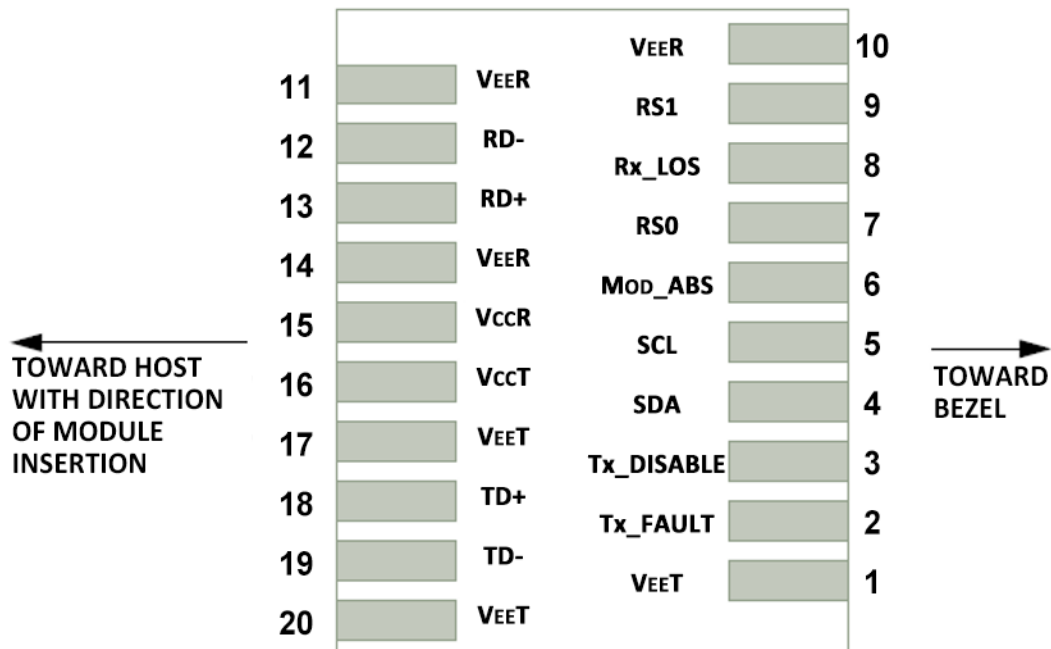 VEER 10
11 VEER
RS1 9
12 RD-
Rx_LOS 8
13 RD+
RS0 7
14 VEER
MOD_ABS 6
15 VCCR
SCL 5
16 VCCT
SDA 4
17 VEET
Tx_DISABLE 3
18 TD+
Tx_FAULT 2
19 TD-
VEET 1
20 VEET
TOWARD HOST
WITH DIRECTION
OF MODULE
INSERTION
TOWARD
BEZEL